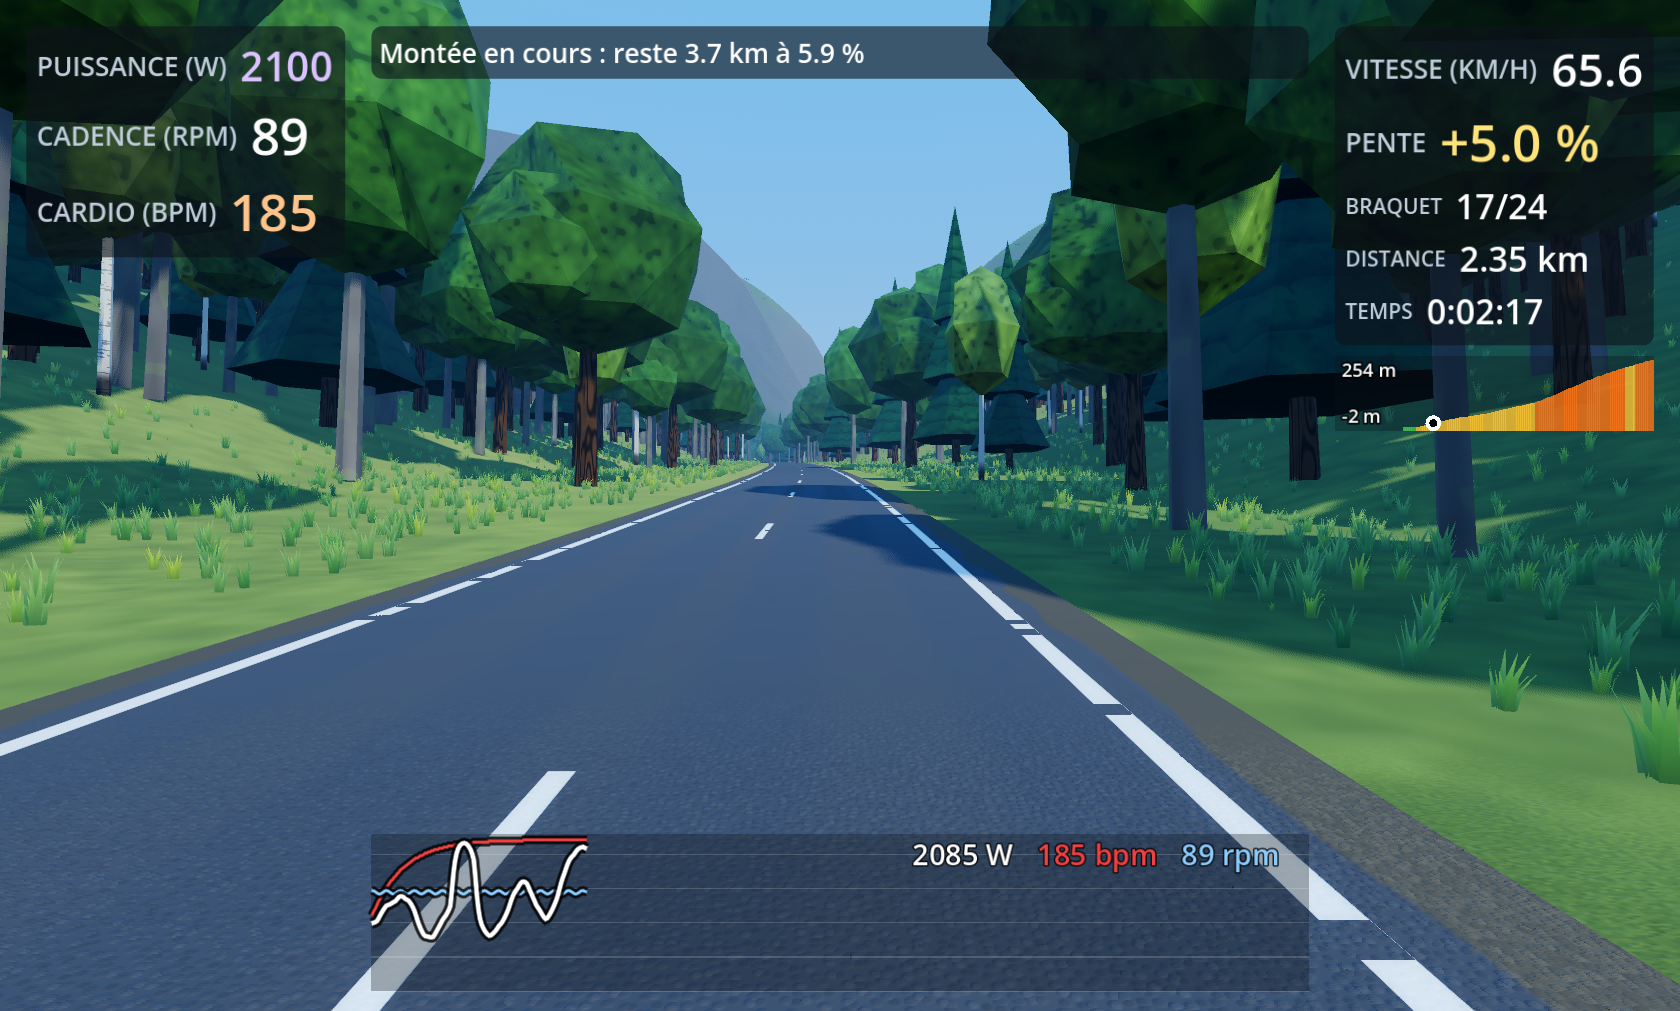 PUISSANCE (W) 2100
CADENCE (RPM) 89
CARDIO (BPM) 185
Montée en cours : reste 3.7 km à 5.9 %
VITESSE (KM/H) 65.6
PENTE +5.0 %
BRAQUET 17/24
DISTANCE 2.35 km
TEMPS 0:02:17
254 m
-2 m
2085 W 185 bpm 89 rpm